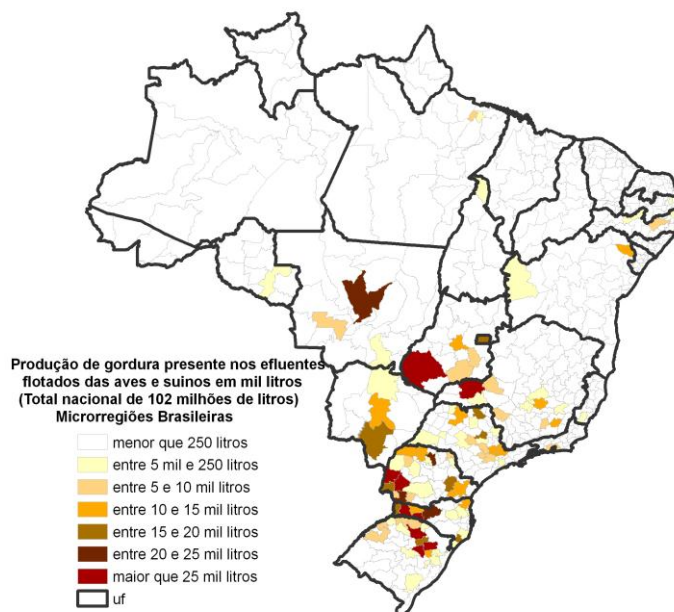 Produção de gordura presente nos efluentes
flotados das aves e suinos em mil litros
(Total nacional de 102 milhões de litros)
Microrregiões Brasileiras
menor que 250 litros
entre 5 mil e 250 litros
entre 5 e 10 mil litros
entre 10 e 15 mil litros
entre 15 e 20 mil litros
entre 20 e 25 mil litros
maior que 25 mil litros
uf